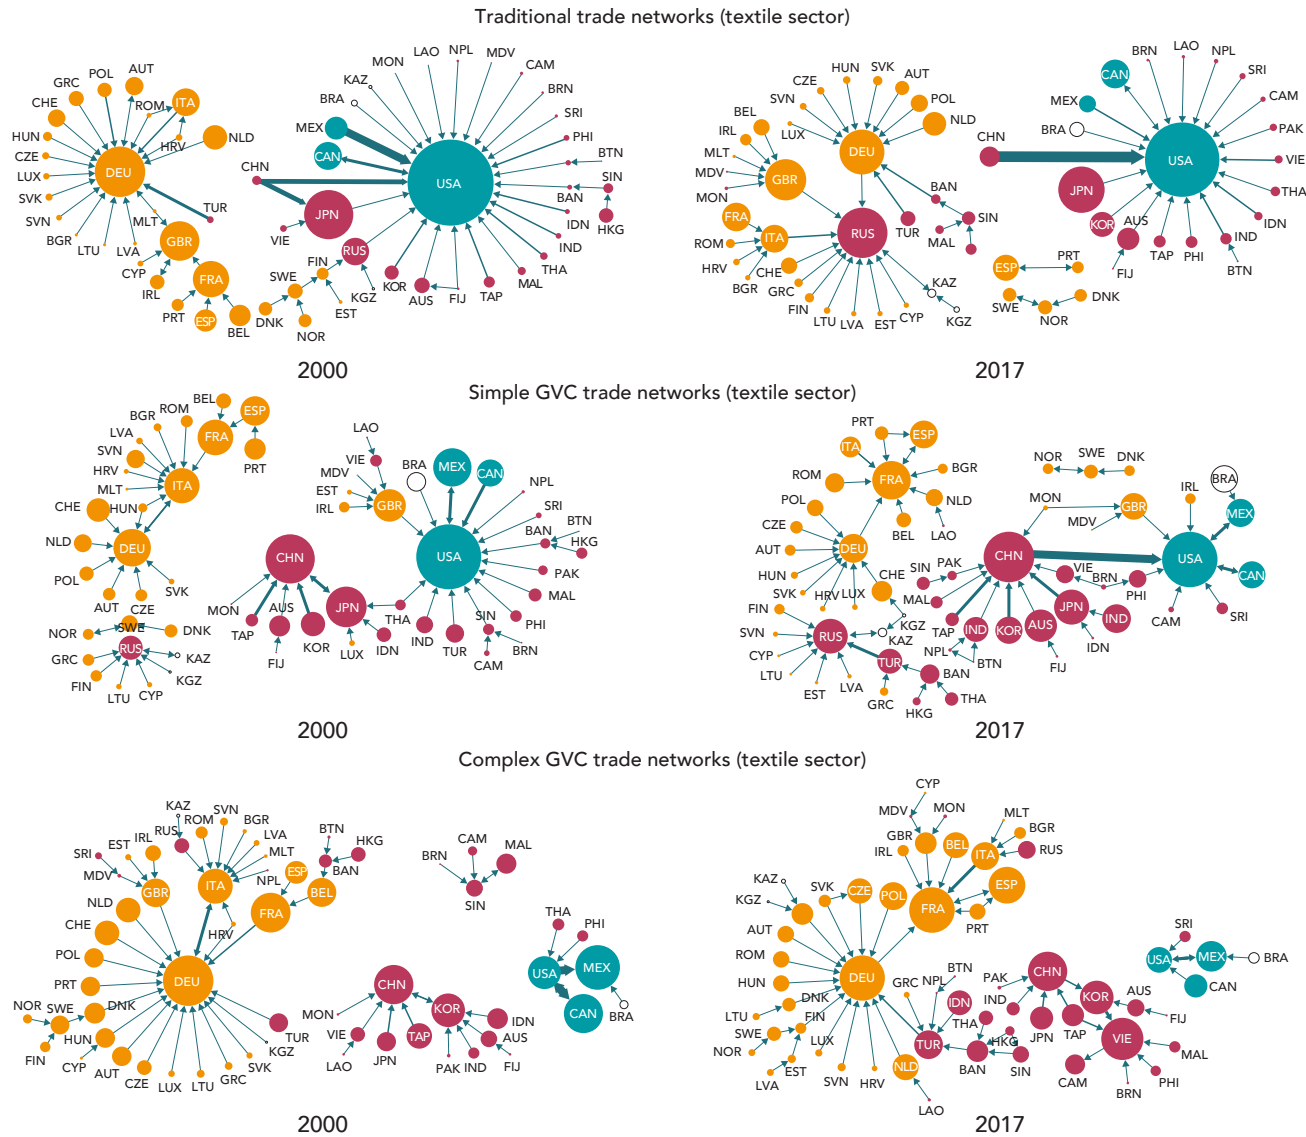 Traditional trade networks (textile sector)
LAO NPL MDV
MON CAM
KAZ BRN
BRA SRI
MEX PHI
CAN BTN
CHN USA SIN
BAN
JPN IDN HKG
VIE IND
RUS THA
FIN MAL
SWE KOR TAP
KGZ AUS FIJ
EST
DNK NOR
AUT
POL
GRC ROM ITA
CHE
HUN HRV NLD
CZE DEU
LUX
SVK TUR
SVN MLT
BGR LTU LVA GBR
CYP
IRL FRA
PRT ESP BEL
2000
HUN SVK
CZE AUT
SVN POL
BEL LUX NLD
IRL DEU
MLT
MDV GBR BAN
MON SIN
FRA RUS TUR MAL
ITA
ROM
HRV CHE KAZ
BGR GRC
FIN KGZ
LTU LVA EST CYP
ESP PRT
SWE NOR DNK
BRN LAO NPL
CAN SRI
MEX CAM
BRA PAK
CHN USA VIE
JPN THA
KOR AUS IDN
IND
FIJ TAP PHI BTN
2017
Simple GVC trade networks (textile sector)
BEL ESP
ROM
BGR FRA
LVA PRT
SVN
HRV ITA
MLT
CHE HUN
NLD DEU
POL
AUT CZE SVK
NOR SWE DNK
GRC RUS KAZ
FIN KGZ
LTU CYP
LAO
VIE BRA MEX CAN
MDV
EST GBR NPL
IRL SRI
BTN
BAN HKG
CHN USA
PAK
MAL
MON AUS JPN THA
TAP IND TUR SIN PHI
FIJ KOR LUX IDN BRN
CAM
2000
PRT ESP
ITA
ROM FRA BGR
POL NLD
CZE BEL LAO
AUT DEU
HUN CHE
SVK HRV LUX
FIN KGZ
SVN RUS KAZ
CYP TUR
LTU BAN
EST LVA GRC THA
HKG
NOR SWE DNK
BRA
MON IRL MEX
GBR
MDV
CHN USA
PAK VIE CAN
SIN BRN
MAL JPN PHI
TAP IND KOR AUS IND CAM SRI
NPL BTN IDN
FIJ
2017
Complex GVC trade networks (textile sector)
KAZ SVN
RUS ROM BGR
IRL LVA BTN HKG
EST MLT
SRI NPL ESP BAN
MDV GBR ITA BEL
NLD FRA
CHE HRV
POL
PRT DEU
NOR SWE DNK
HUN TUR
FIN KGZ
CYP AUT SVK
CZE LUX LTU GRC
CAM MAL
BRN
SIN
THA PHI
USA MEX
CAN BRA
CHN
MON KOR
VIE TAP IDN
JPN AUS
LAO PAK IND FIJ
2000
CYP
MDV MON MLT
GBR BEL BGR
IRL ITA RUS
KAZ SVK CZE ESP
KGZ POL FRA
AUT PRT
ROM
HUN DEU
DNK GRC NPL BTN
LTU FIN IDN
SWE THA
NOR LUX TUR HKG
EST BAN SIN
LVA SVN HRV NLD
LAO
CHN
PAK KOR
IND AUS
JPN TAP FIJ
VIE MAL
CAM PHI
BRN
SRI
USA MEX BRA
CAN
2017